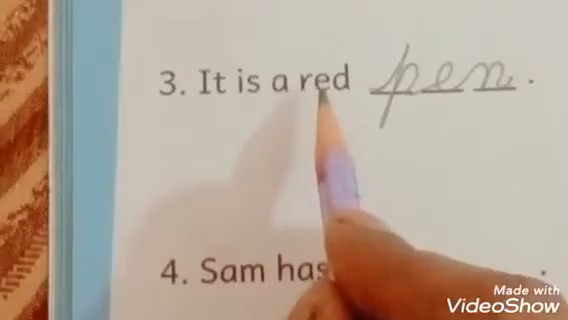 3. It is a red pen.
4. Sam has .
Made with
VideoShow